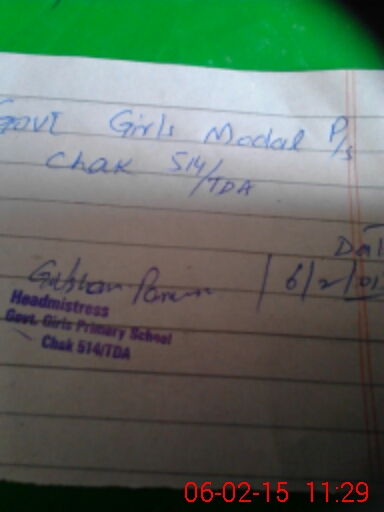 Govt Girls Modal P/s
Chak 514/TDA
Dat
6/2/01
Headmistress
Govt. Girls Primary School
Chak 514/TDA
06-02-15 11:29